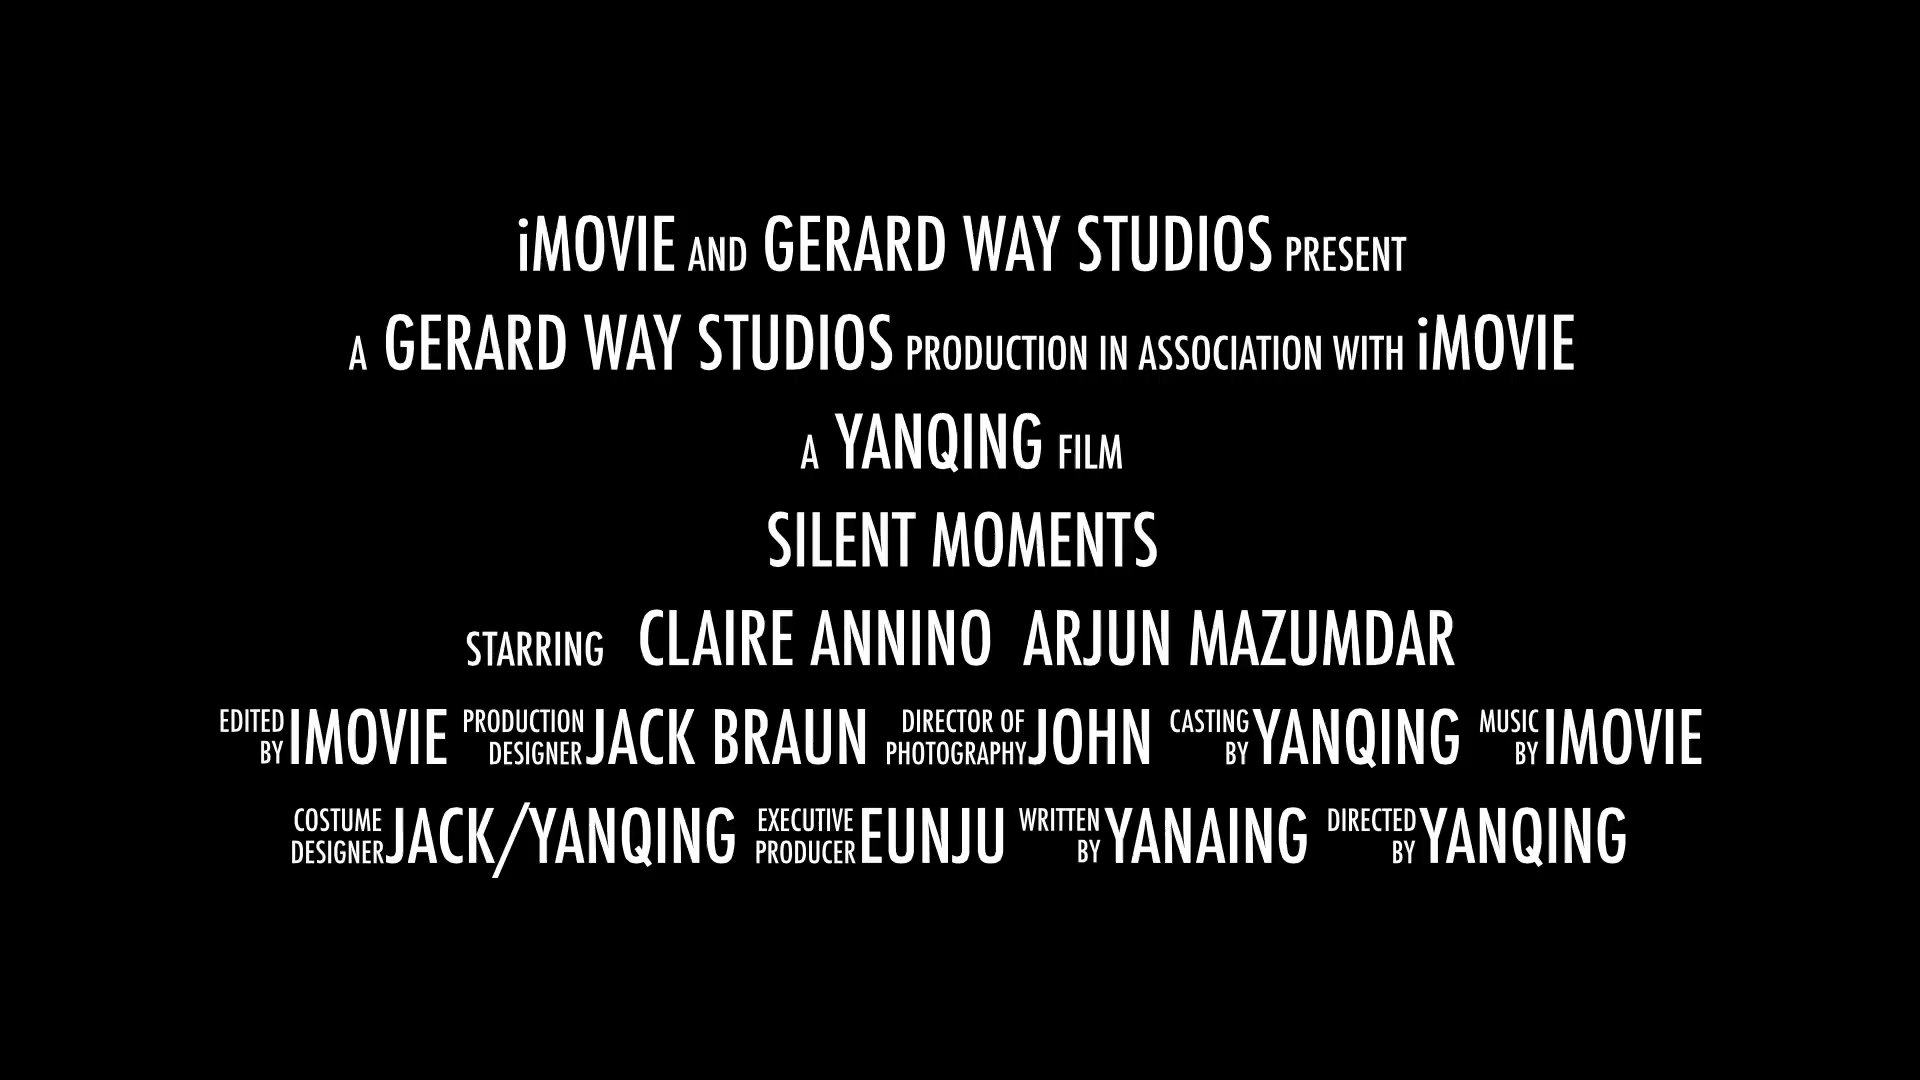 iMOVIE AND GERARD WAY STUDIOS PRESENT
A GERARD WAY STUDIOS PRODUCTION IN ASSOCIATION WITH iMOVIE
A YANQING FILM
SILENT MOMENTS
STARRING CLAIRE ANNINO ARJUN MAZUMDAR
EDITED BY IMOVIE PRODUCTION DESIGNER JACK BRAUN DIRECTOR OF PHOTOGRAPHY JOHN CASTING BY YANQING MUSIC BY IMOVIE
COSTUME DESIGNER JACK/YANQING EXECUTIVE PRODUCER EUNJU WRITTEN BY YANAING DIRECTED BY YANQING